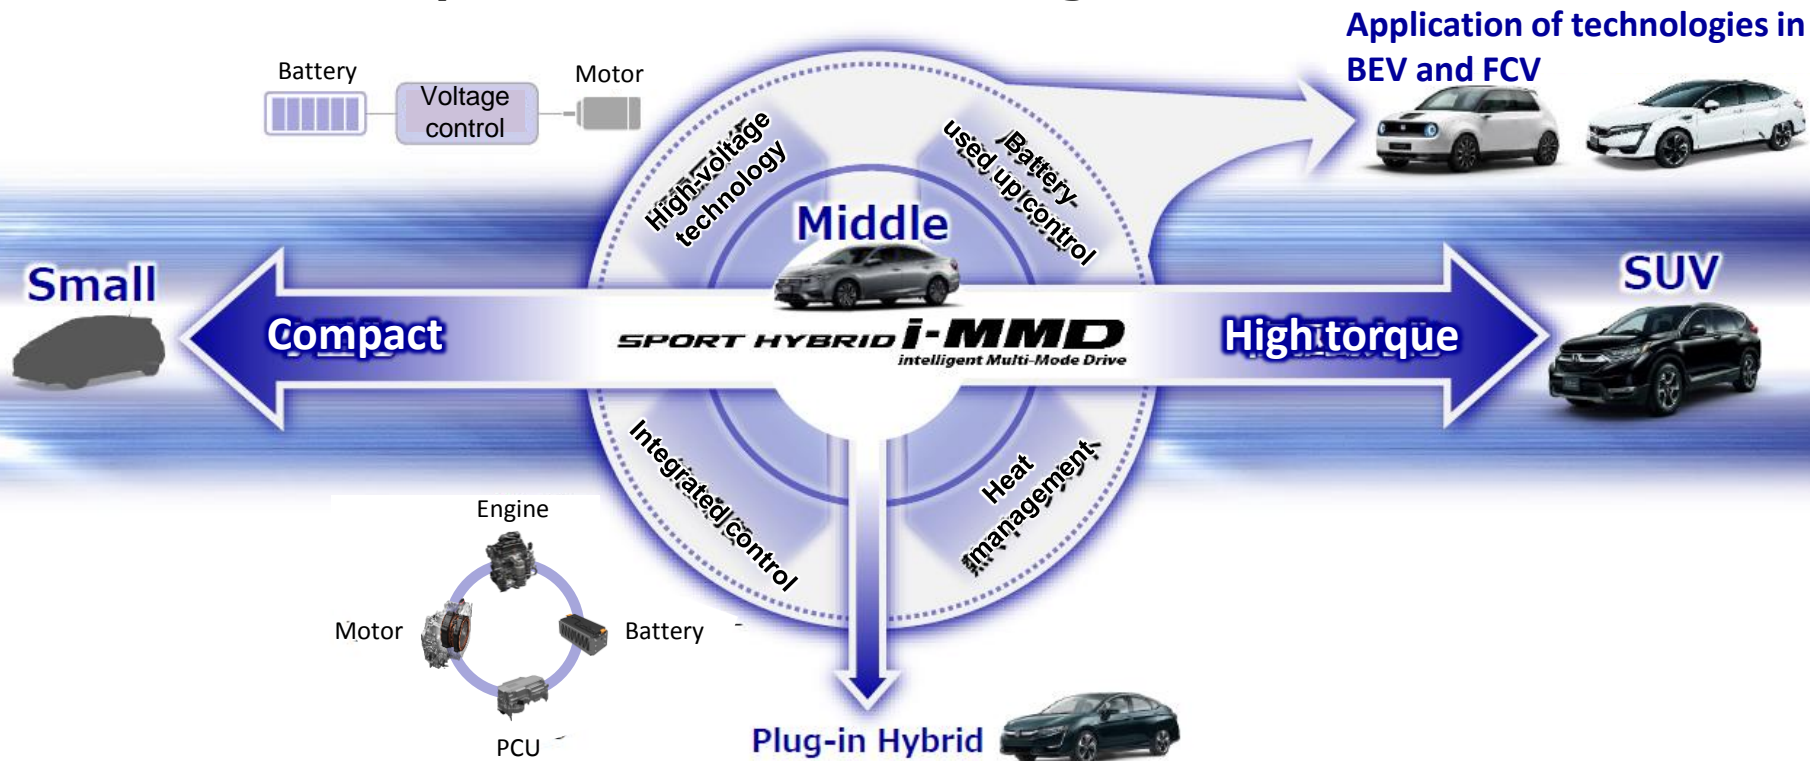 Application of technologies in
BEV and FCV
Battery
Voltage
control
Motor
High-voltage
technology
Battery-
used up control
Middle
Small
SUV
Compact
SPORT HYBRID i-MMD
intelligent Multi-Mode Drive
High torque
Integrated control
Heat
management
Engine
Motor
Battery
PCU
Plug-in Hybrid